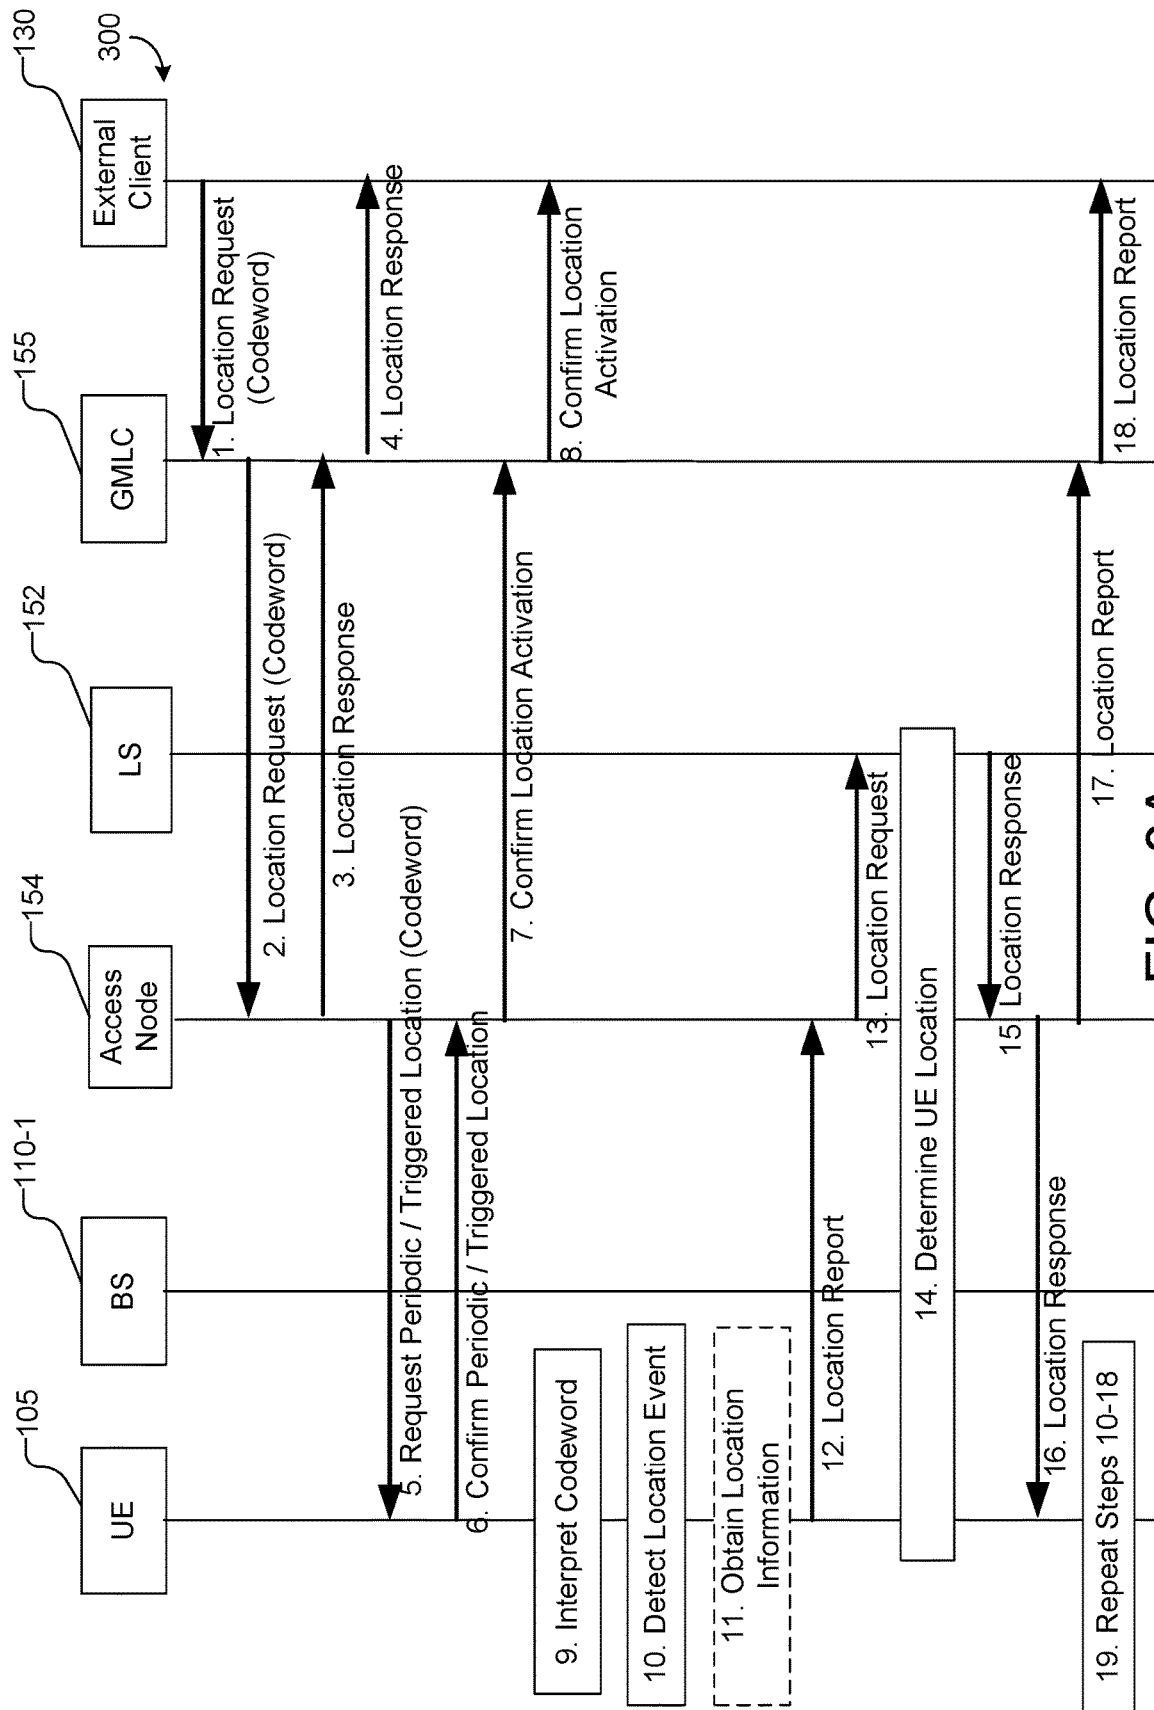 105
110-1
154
152
155
130
UE
BS
Access
Node
LS
GMLC
External
Client
300
1. Location Request
(Codeword)
2. Location Request (Codeword)
3. Location Response
4. Location Response
5. Request Periodic / Triggered Location (Codeword)
6. Confirm Periodic / Triggered Location
7. Confirm Location Activation
8. Confirm Location
Activation
9. Interpret Codeword
10. Detect Location Event
11. Obtain Location
Information
12. Location Report
13. Location Request
14. Determine UE Location
15. Location Response
16. Location Response
17. Location Report
18. Location Report
19. Repeat Steps 10-18
FIG